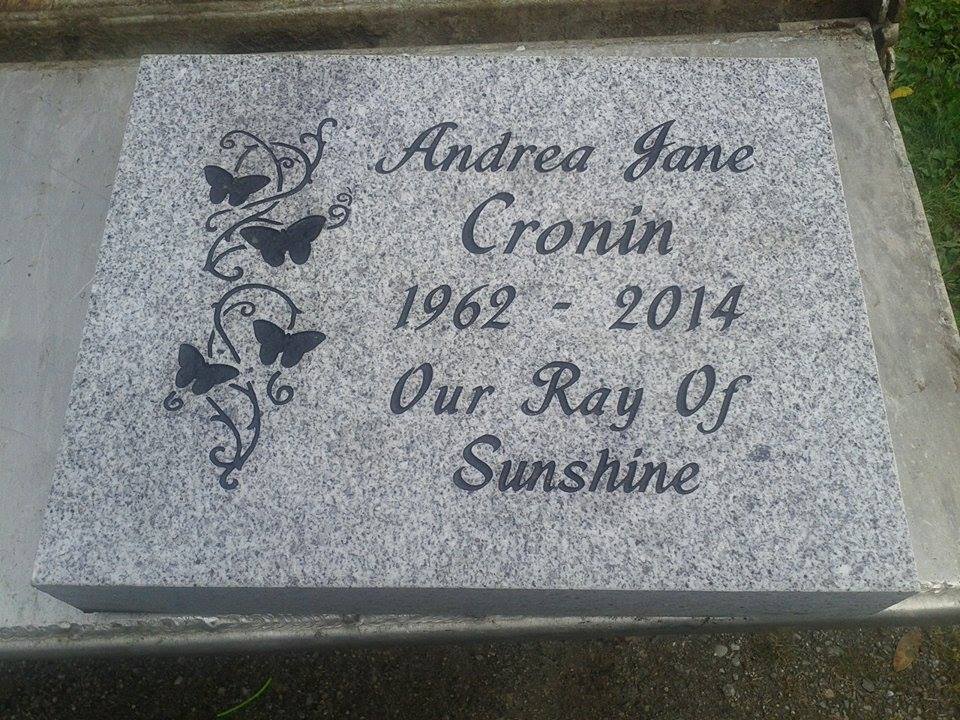 Andrea Jane
Cronin
1962 - 2014
Our Ray Of
Sunshine